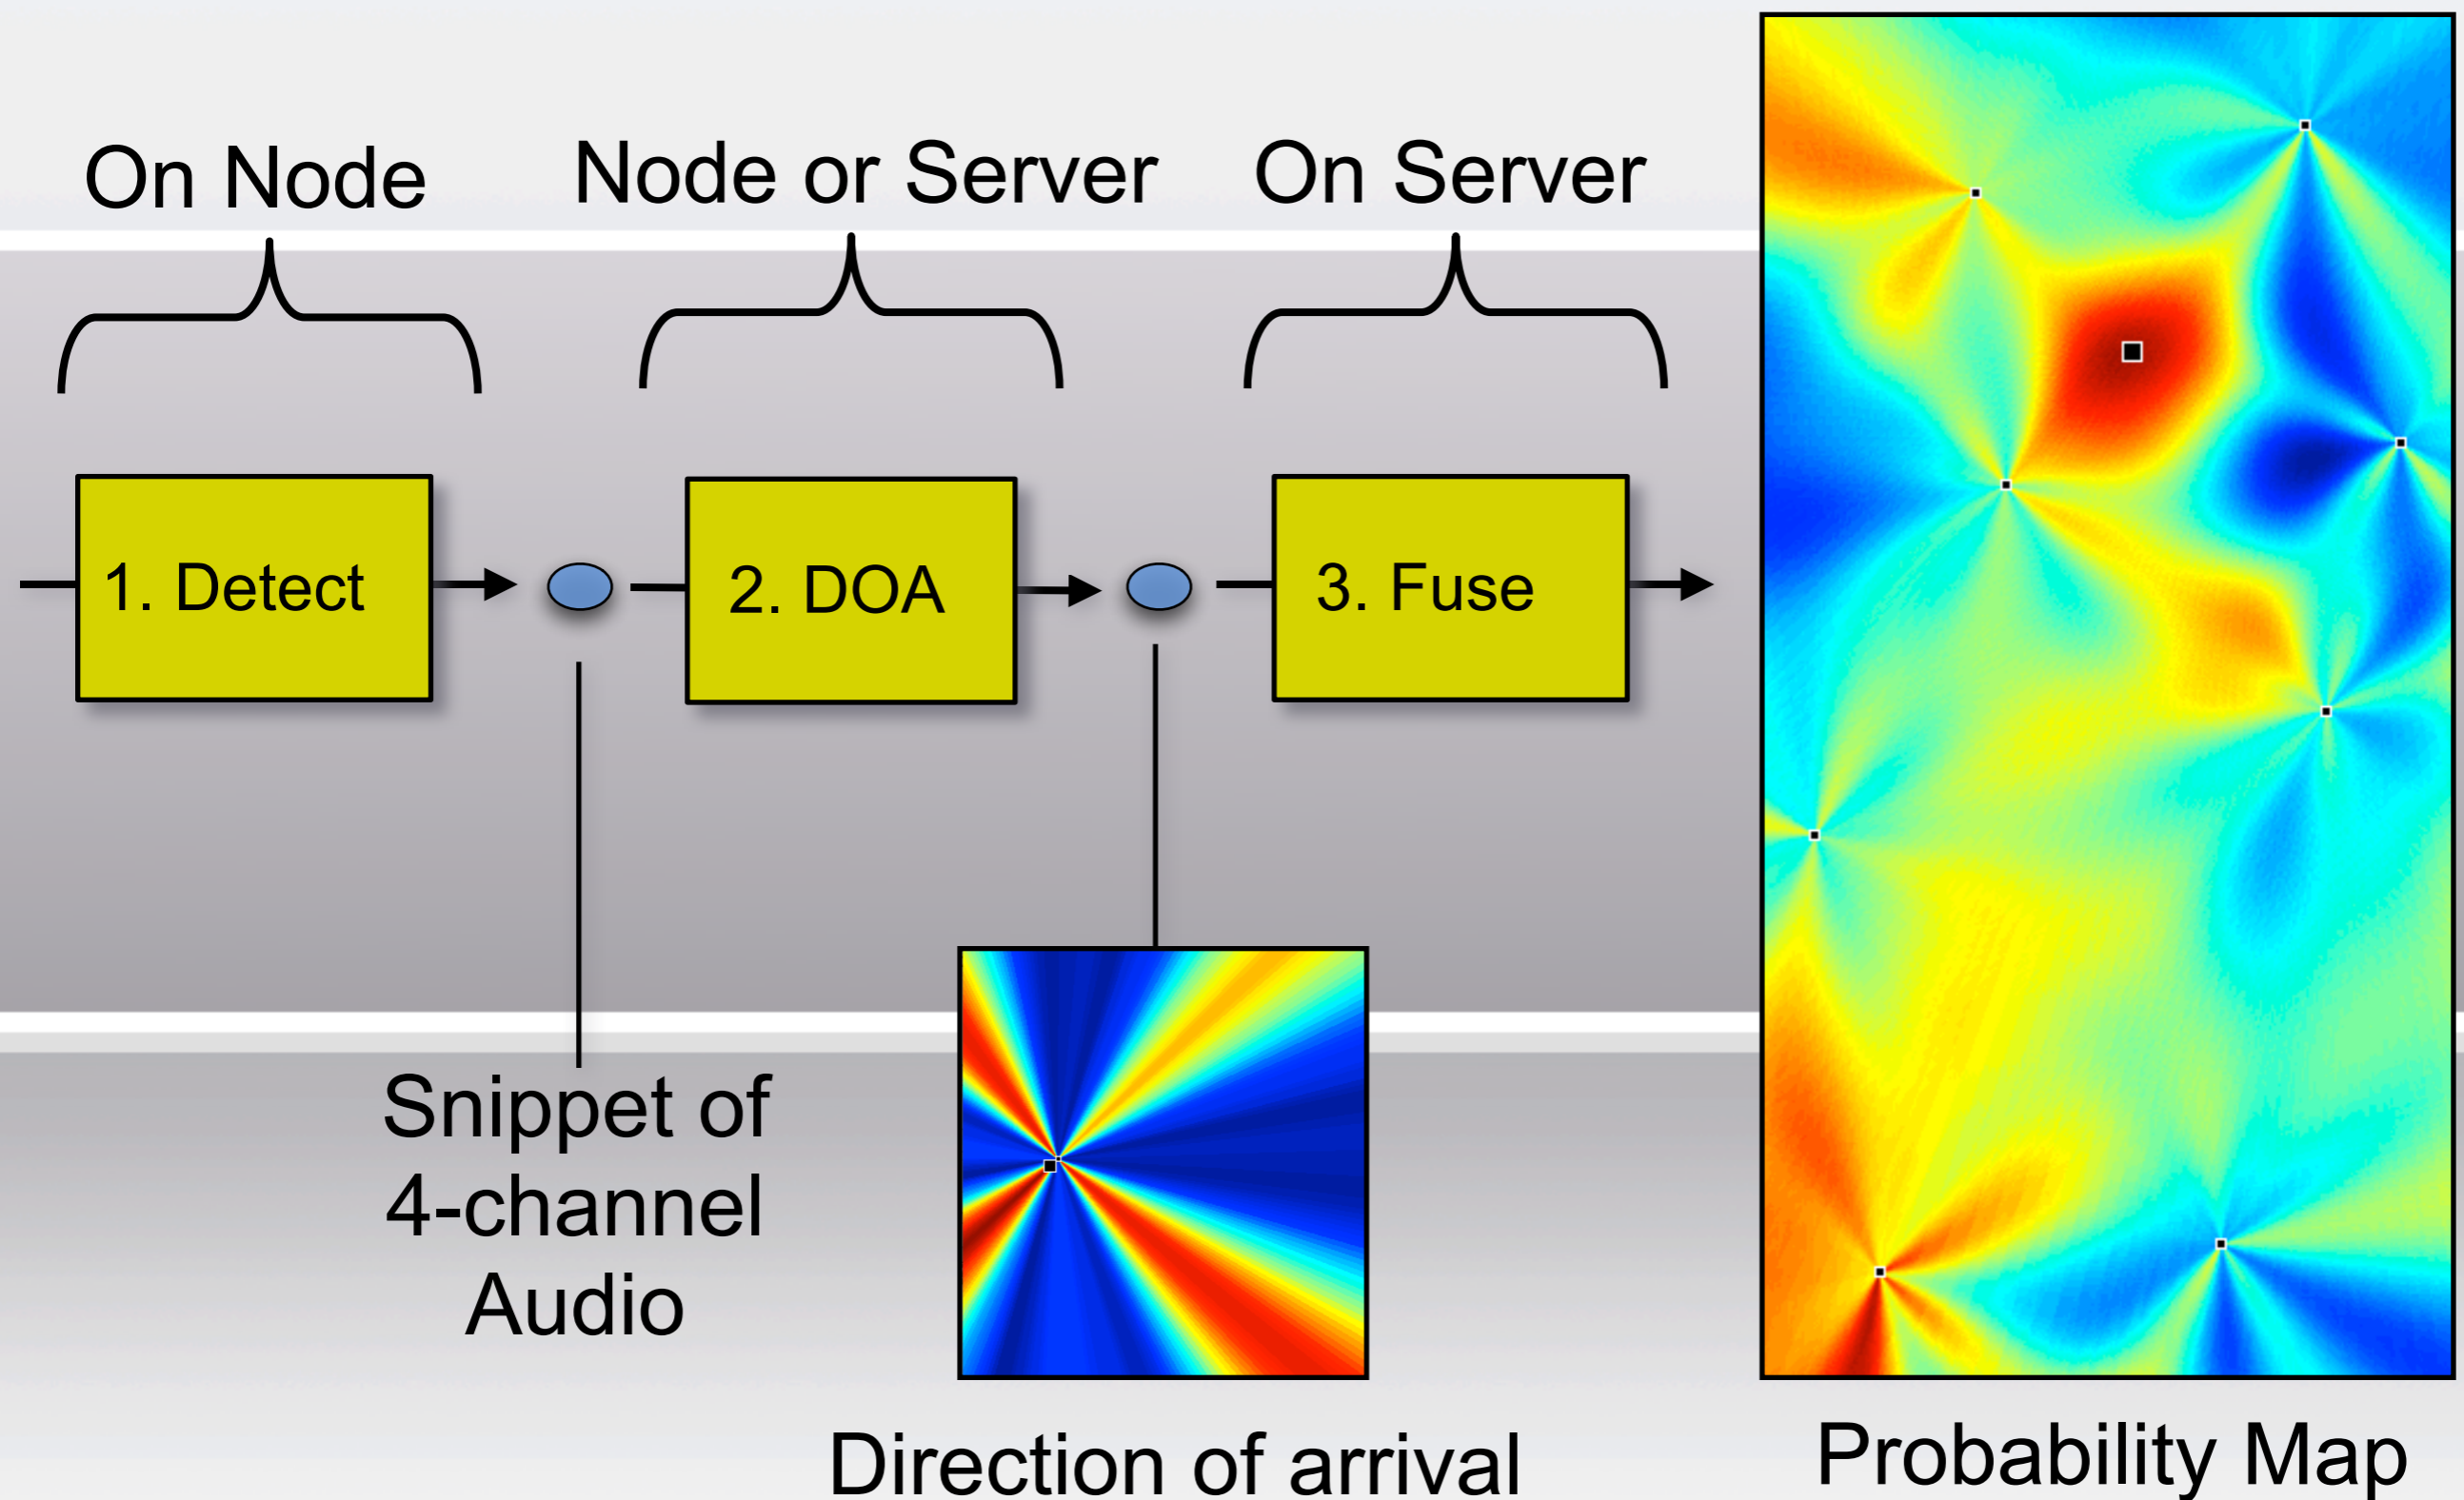 On Node
Node or Server
On Server
1. Detect
2. DOA
3. Fuse
Snippet of
4-channel
Audio
Direction of arrival
Probability Map